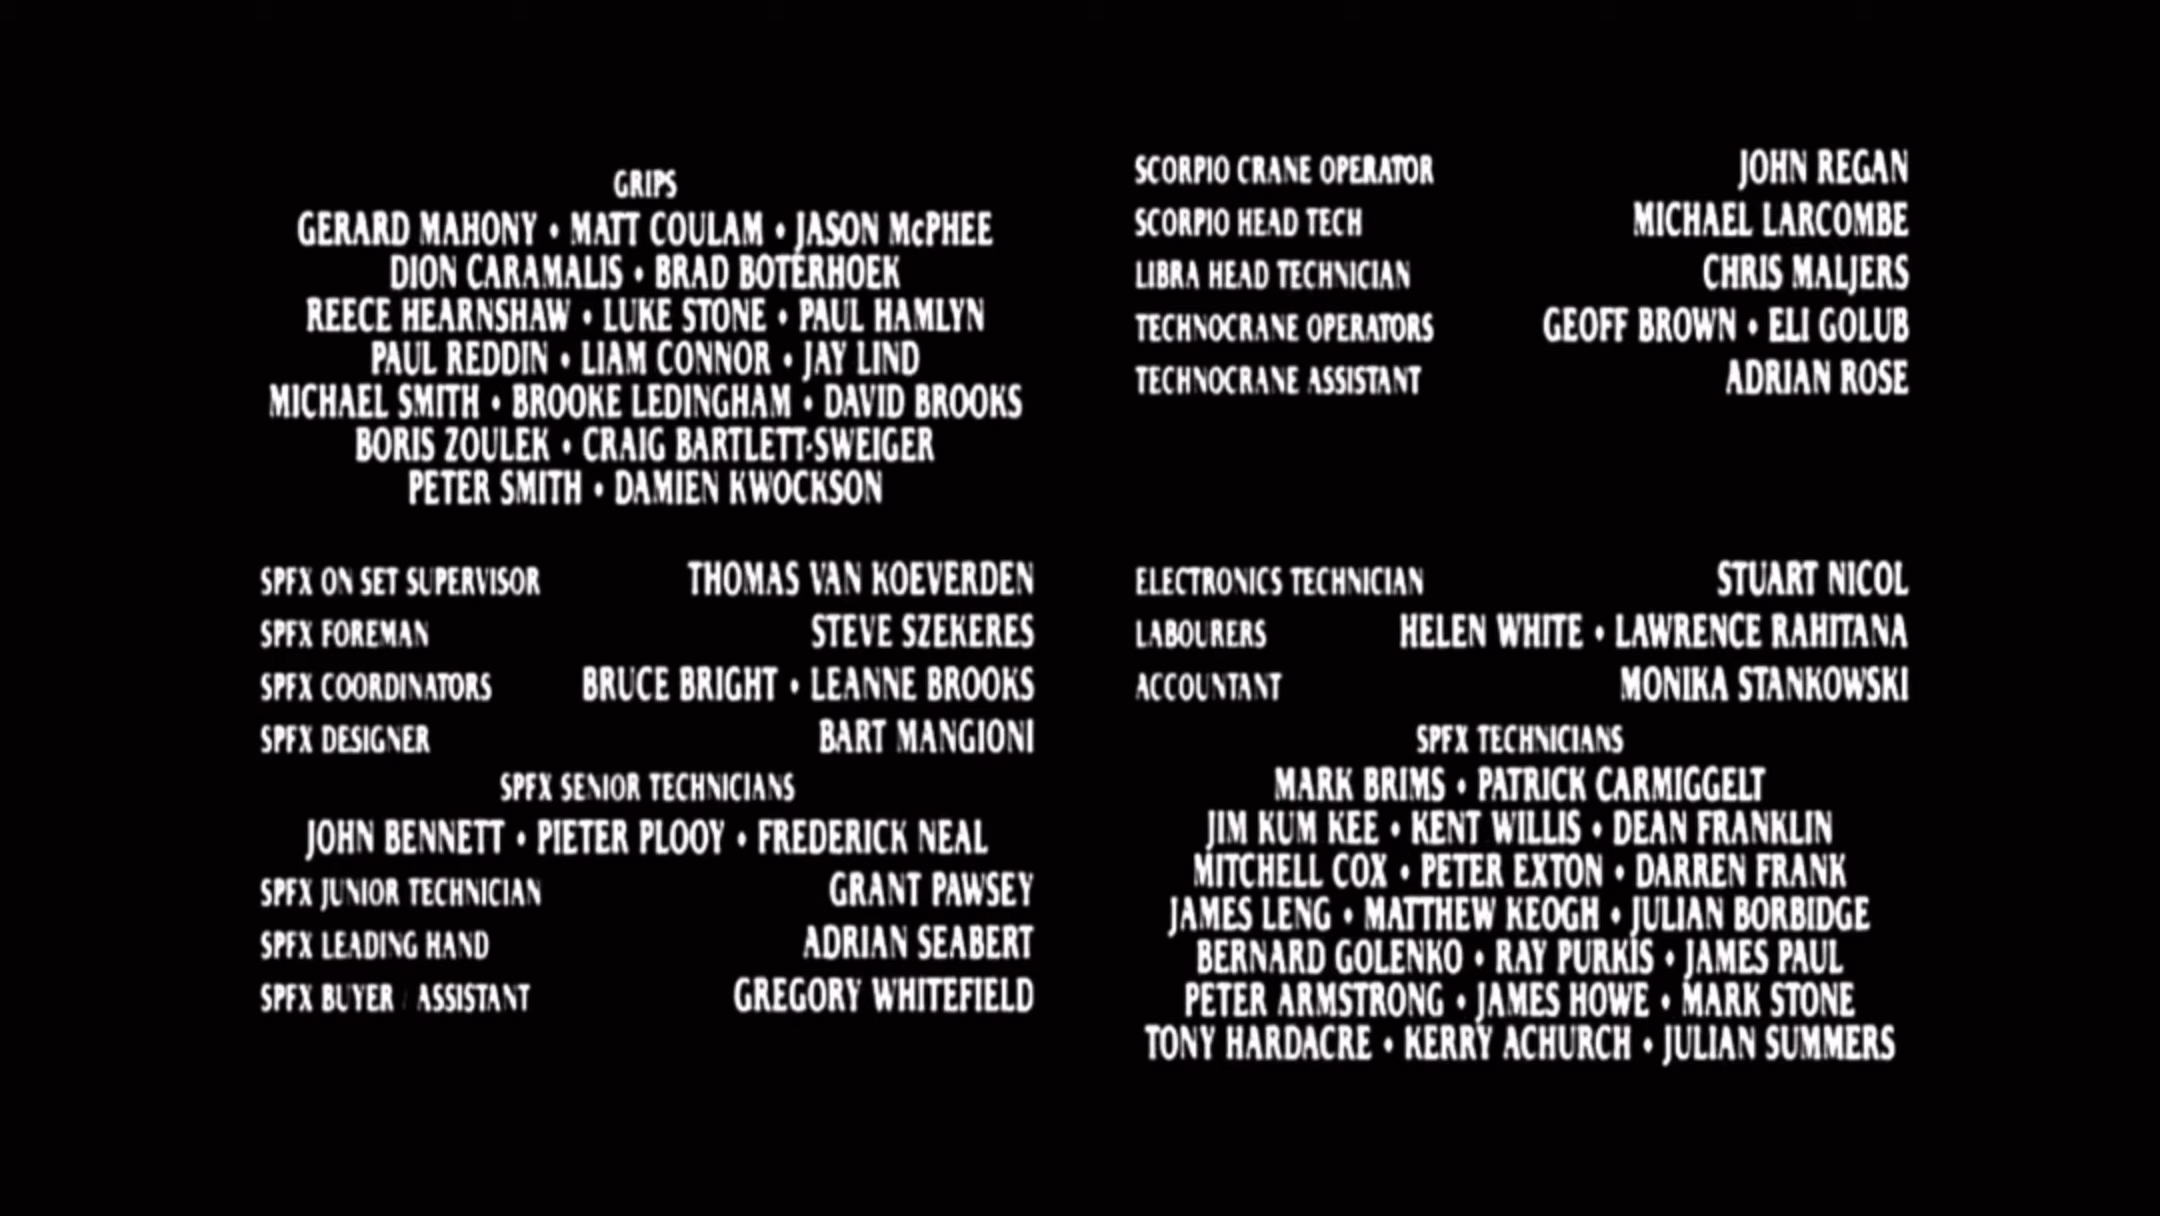 GRIPS
GERARD MAHONY • MATT COULAM • JASON McPHEE
DION CARAMALIS • BRAD BOTERHOEK
REECE HEARNSHAW • LUKE STONE • PAUL HAMLYN
PAUL REDDIN • LIAM CONNOR • JAY LIND
MICHAEL SMITH • BROOKE LEDINGHAM • DAVID BROOKS
BORIS ZOULEK • CRAIG BARTLETT-SWEIGER
PETER SMITH • DAMIEN KWOCKSON
SCORPIO CRANE OPERATOR JOHN REGAN
SCORPIO HEAD TECH MICHAEL LARCOMBE
LIBRA HEAD TECHNICIAN CHRIS MALJERS
TECHNOCRANE OPERATORS GEOFF BROWN • ELI GOLUB
TECHNOCRANE ASSISTANT ADRIAN ROSE
SPFX ON SET SUPERVISOR THOMAS VAN KOEVERDEN
SPFX FOREMAN STEVE SZEKERES
SPFX COORDINATORS BRUCE BRIGHT • LEANNE BROOKS
SPFX DESIGNER BART MANGIONI
SPFX SENIOR TECHNICIANS
JOHN BENNETT • PIETER PLOOY • FREDERICK NEAL
SPFX JUNIOR TECHNICIAN GRANT PAWSEY
SPFX LEADING HAND ADRIAN SEABERT
SPFX BUYER / ASSISTANT GREGORY WHITEFIELD
ELECTRONICS TECHNICIAN STUART NICOL
LABOURERS HELEN WHITE • LAWRENCE RAHITANA
ACCOUNTANT MONIKA STANKOWSKI
SPFX TECHNICIANS
MARK BRIMS • PATRICK CARMIGGELT
JIM KUM KEE • KENT WILLIS • DEAN FRANKLIN
MITCHELL COX • PETER EXTON • DARREN FRANK
JAMES LENG • MATTHEW KEOGH • JULIAN BORBIDGE
BERNARD GOLENKO • RAY PURKIS • JAMES PAUL
PETER ARMSTRONG • JAMES HOWE • MARK STONE
TONY HARDACRE • KERRY ACHURCH • JULIAN SUMMERS